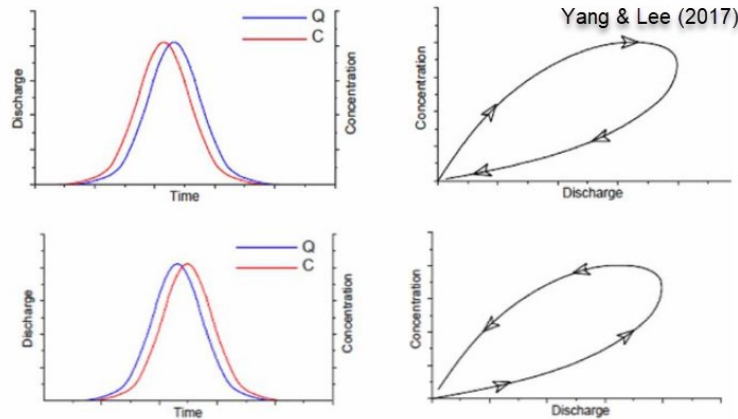 Yang & Lee (2017)
Q
C
Discharge
Concentration
Time
Concentration
Discharge
Q
C
Discharge
Concentration
Time
Concentration
Discharge